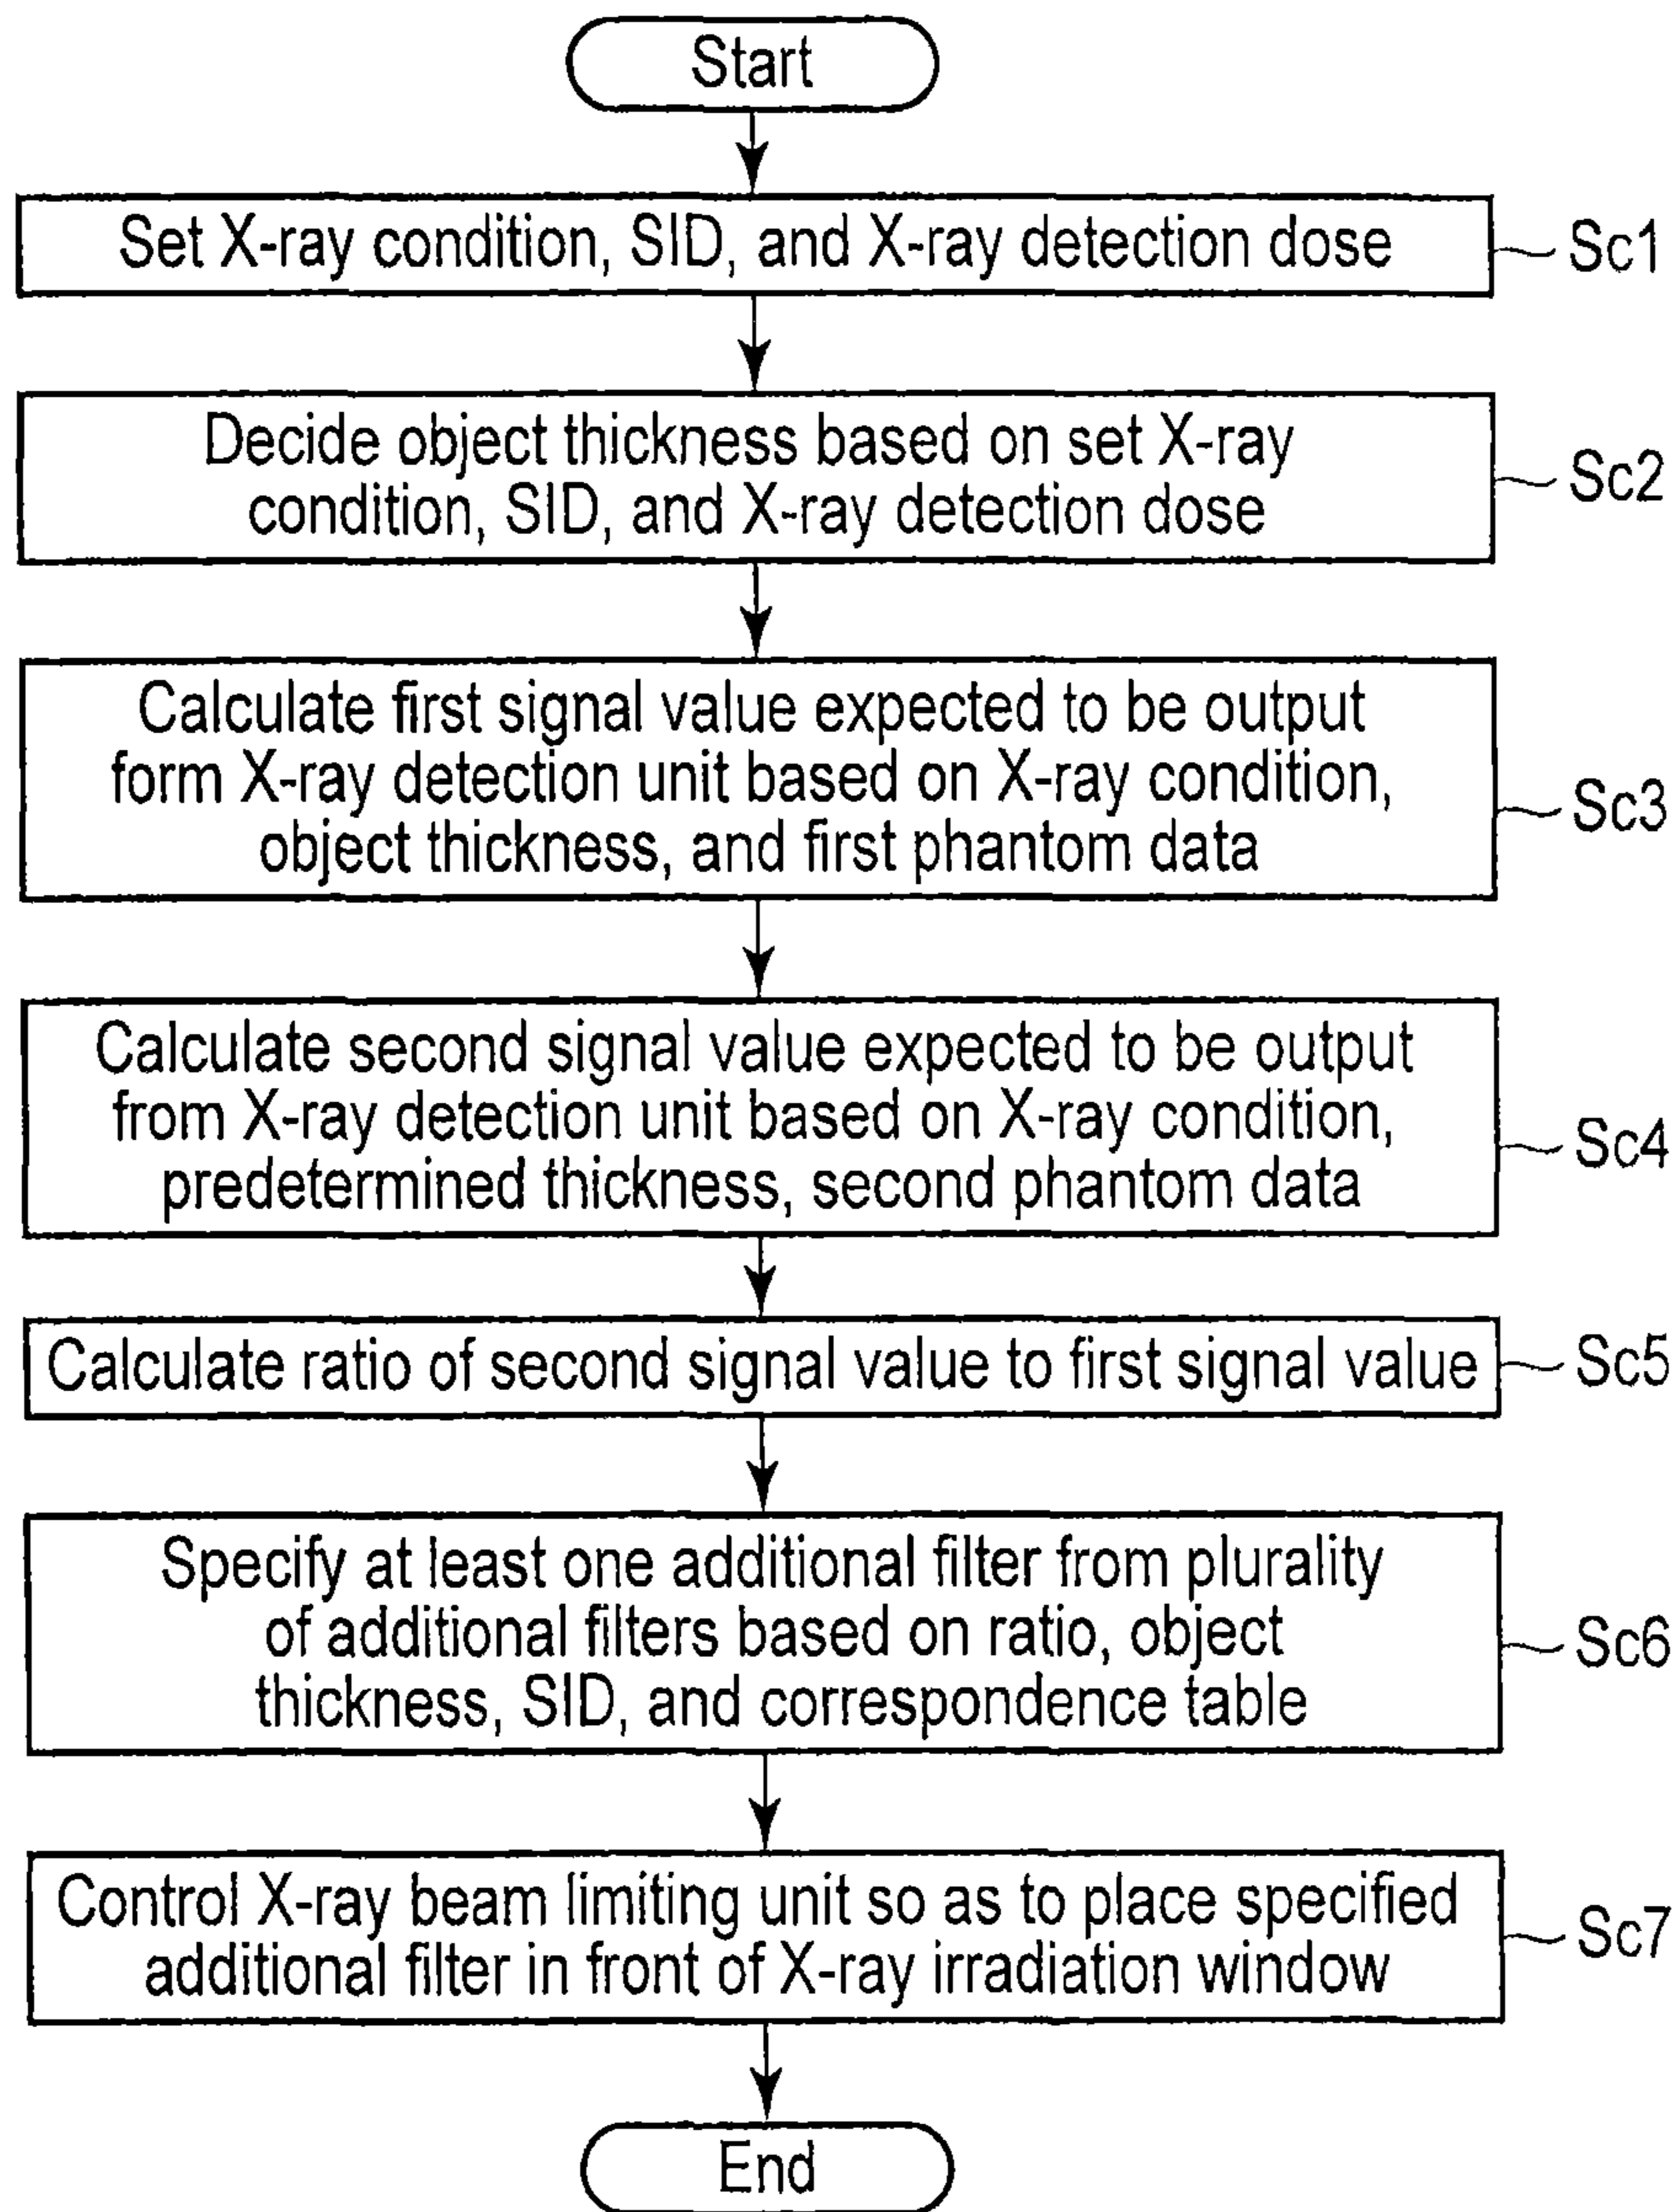 Start
Set X-ray condition, SID, and X-ray detection dose
Sc1
Decide object thickness based on set X-ray
condition, SID, and X-ray detection dose
Sc2
Calculate first signal value expected to be output
form X-ray detection unit based on X-ray condition,
object thickness, and first phantom data
Sc3
Calculate second signal value expected to be output
from X-ray detection unit based on X-ray condition,
predetermined thickness, second phantom data
Sc4
Calculate ratio of second signal value to first signal value
Sc5
Specify at least one additional filter from plurality
of additional filters based on ratio, object
thickness, SID, and correspondence table
Sc6
Control X-ray beam limiting unit so as to place specified
additional filter in front of X-ray irradiation window
Sc7
End